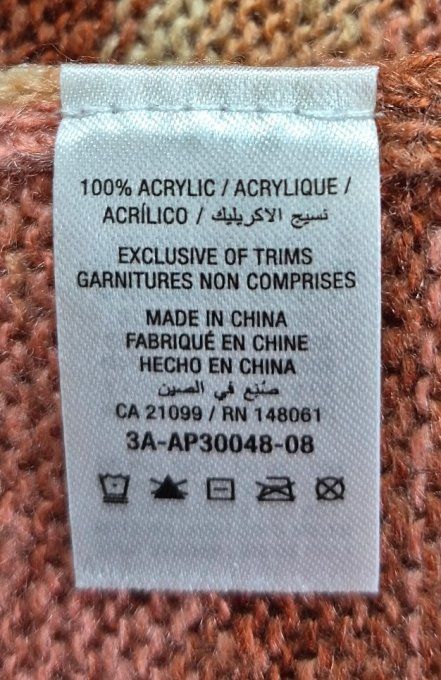 100% ACRYLIC / ACRYLIQUE /
ACRÍLICO / نسيج الاكريليك
EXCLUSIVE OF TRIMS
GARNITURES NON COMPRISES
MADE IN CHINA
FABRIQUÉ EN CHINE
HECHO EN CHINA
صُنِع في الصين
CA 21099 / RN 148061
3A-AP30048-08